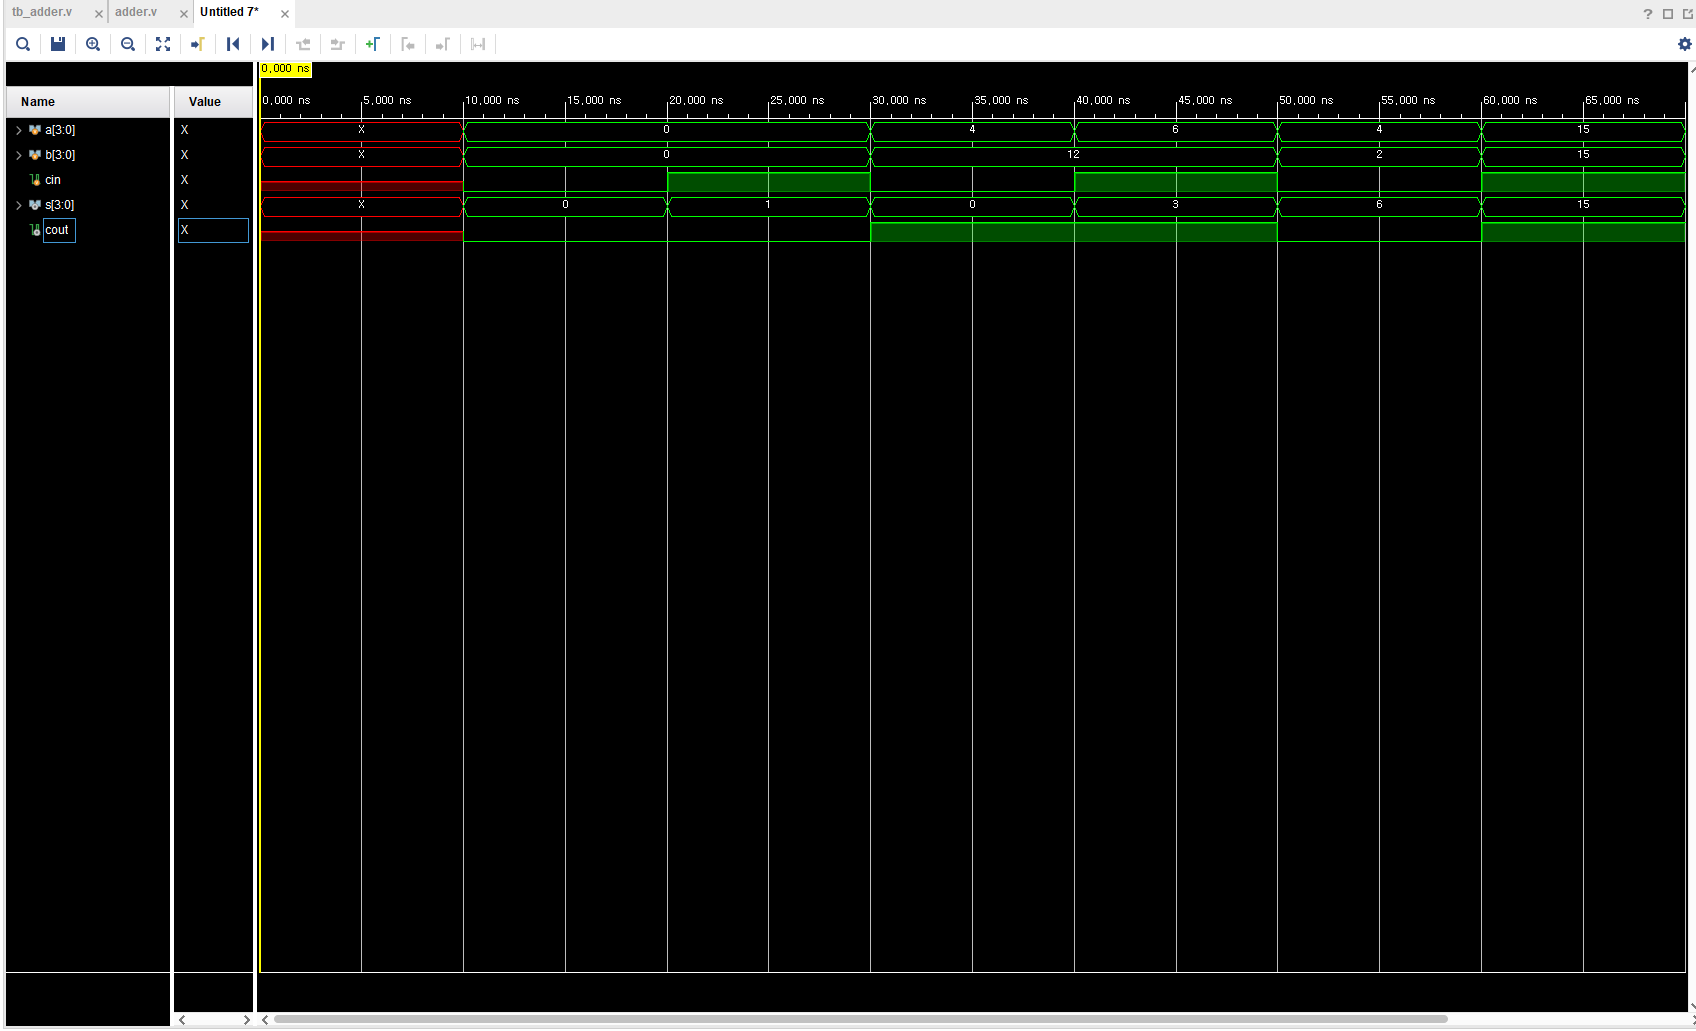 tb_adder.v × adder.v × Untitled 7* ×
?
0,000 ns
Name Value
0,000 ns 5,000 ns 10,000 ns 15,000 ns 20,000 ns 25,000 ns 30,000 ns 35,000 ns 40,000 ns 45,000 ns 50,000 ns 55,000 ns 60,000 ns 65,000 ns
a[3:0] X X 0 4 6 4 15
b[3:0] X X 0 12 2 15
cin X
s[3:0] X X 0 1 0 3 6 15
cout X